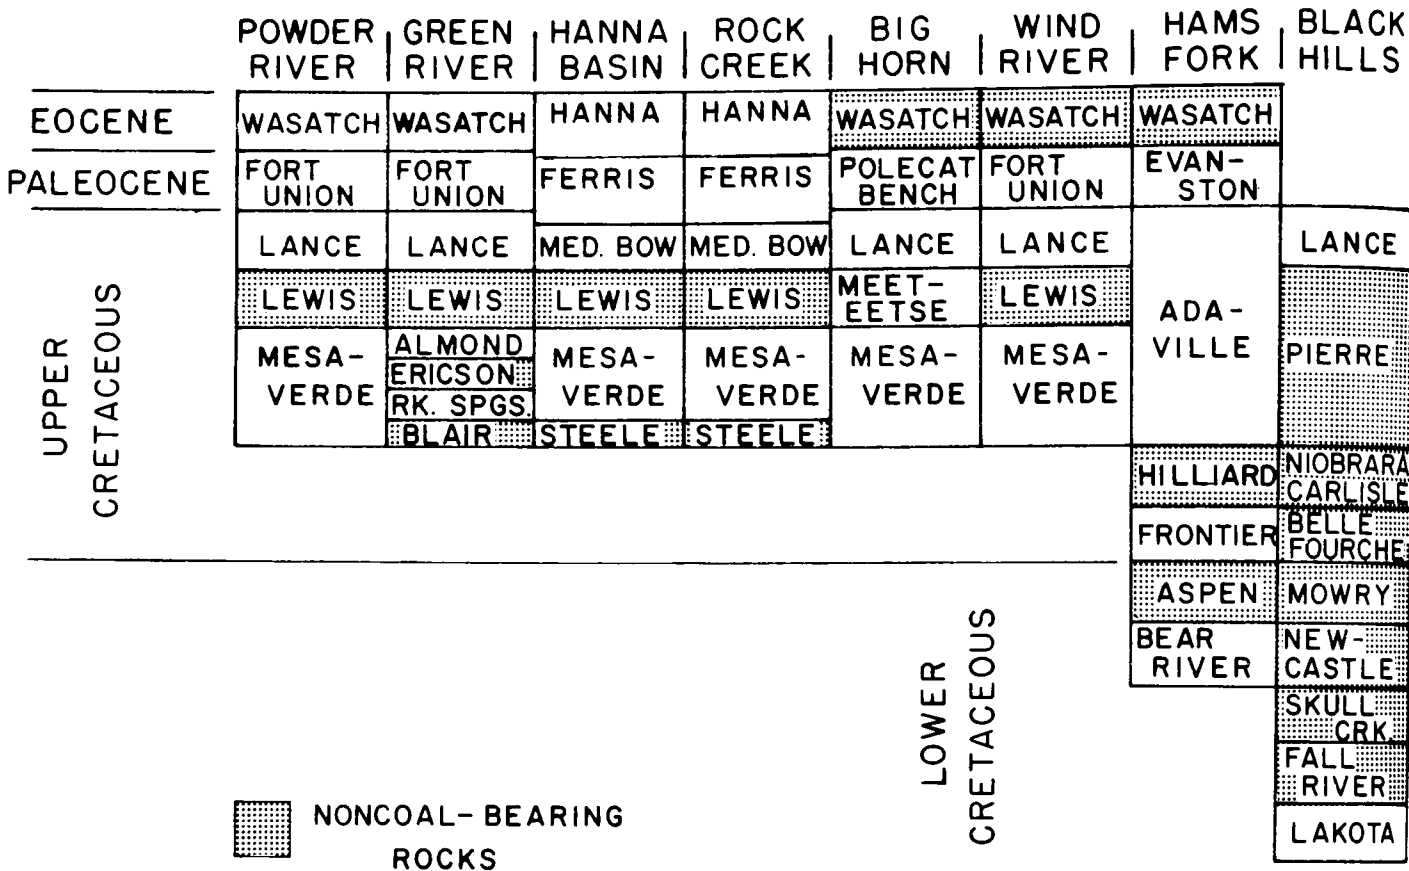 POWDER RIVER
GREEN RIVER
HANNA BASIN
ROCK CREEK
BIG HORN
WIND RIVER
HAMS FORK
BLACK HILLS
EOCENE
WASATCH
WASATCH
HANNA
HANNA
WASATCH
WASATCH
WASATCH
PALEOCENE
FORT
UNION
FORT
UNION
FERRIS
FERRIS
POLECAT
BENCH
FORT
UNION
EVAN-
STON
UPPER
CRETACEOUS
LANCE
LANCE
MED. BOW
MED. BOW
LANCE
LANCE
ADA-
VILLE
LANCE
LEWIS
LEWIS
LEWIS
LEWIS
MEET-
EETSE
LEWIS
PIERRE
MESA-
VERDE
ALMOND
ERICSON
RK. SPGS.
BLAIR
MESA-
VERDE
STEELE
MESA-
VERDE
STEELE
MESA-
VERDE
MESA-
VERDE
HILLIARD
NIOBRARA
CARLISLE
FRONTIER
BELLE
FOURCHE
LOWER
CRETACEOUS
ASPEN
MOWRY
BEAR
RIVER
NEW-
CASTLE
SKULL
CRK.
FALL
RIVER
LAKOTA
NONCOAL-BEARING
ROCKS